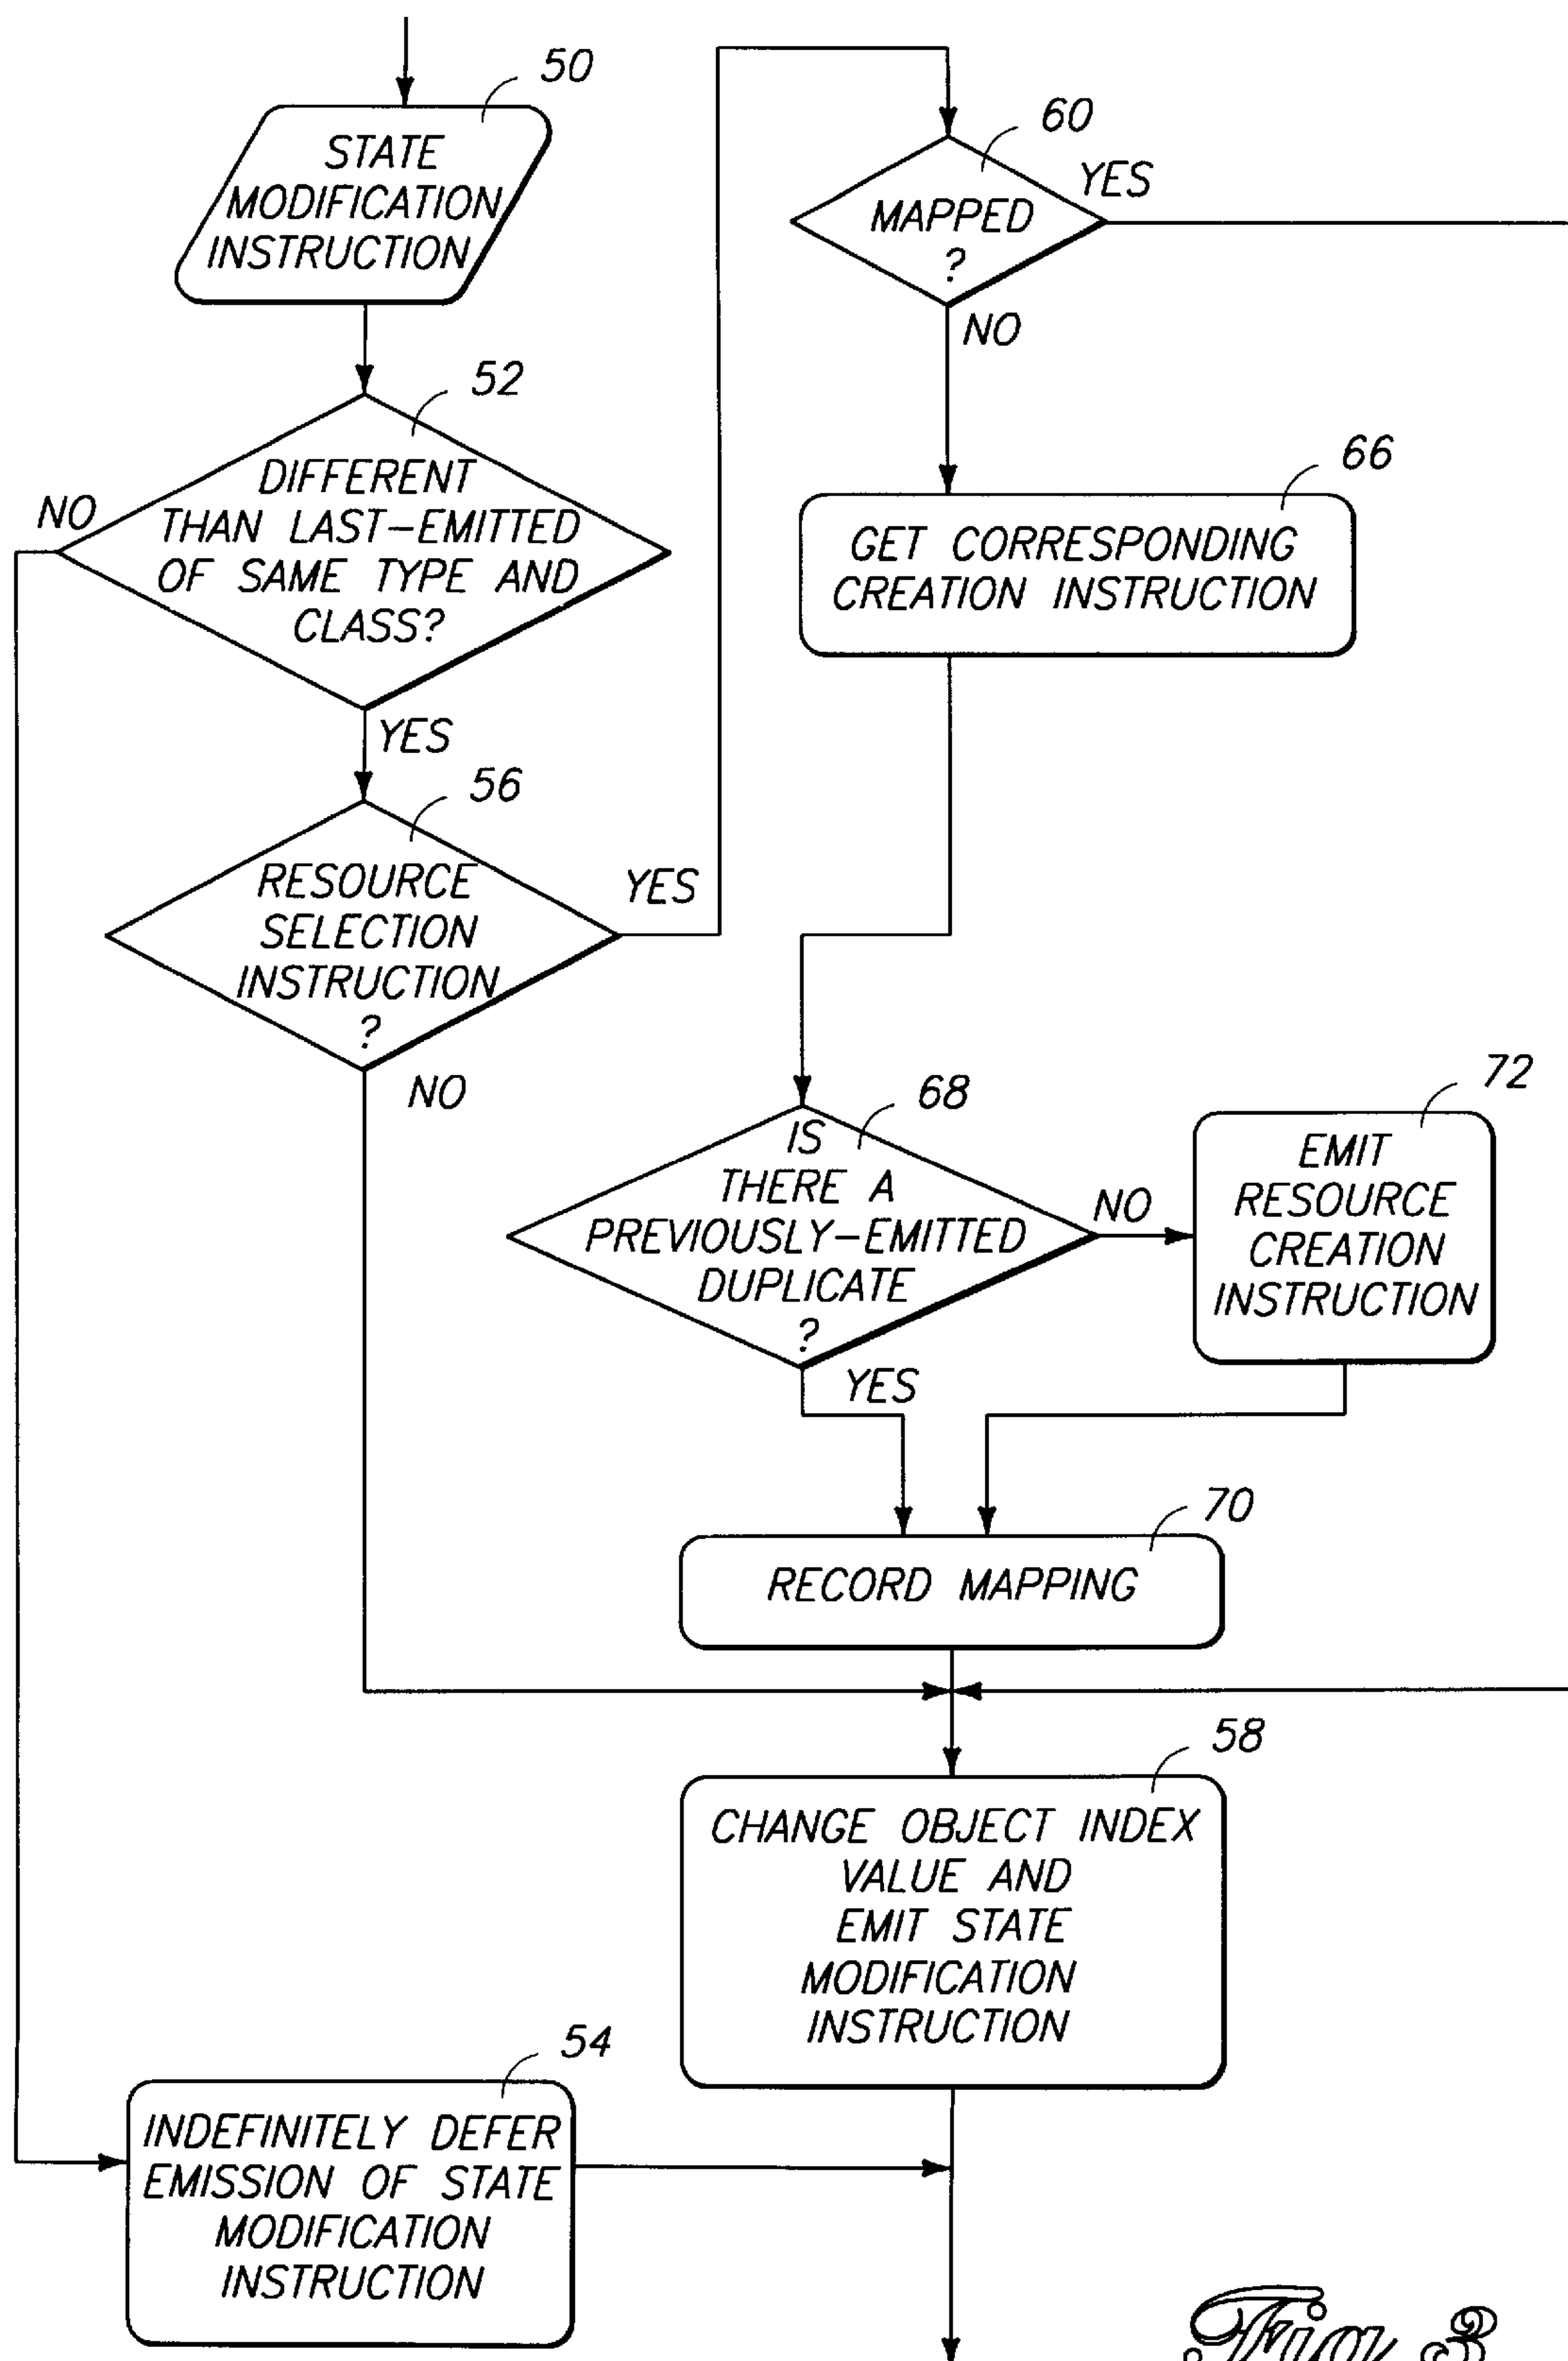 50
STATE
MODIFICATION
INSTRUCTION
52
DIFFERENT
THAN LAST-EMITTED
OF SAME TYPE AND
CLASS?
NO
YES
56
RESOURCE
SELECTION
INSTRUCTION
?
YES
NO
60
MAPPED
?
YES
NO
66
GET CORRESPONDING
CREATION INSTRUCTION
68
IS
THERE A
PREVIOUSLY-EMITTED
DUPLICATE
?
NO
YES
72
EMIT
RESOURCE
CREATION
INSTRUCTION
70
RECORD MAPPING
58
CHANGE OBJECT INDEX
VALUE AND
EMIT STATE
MODIFICATION
INSTRUCTION
54
INDEFINITELY DEFER
EMISSION OF STATE
MODIFICATION
INSTRUCTION
Fig 3